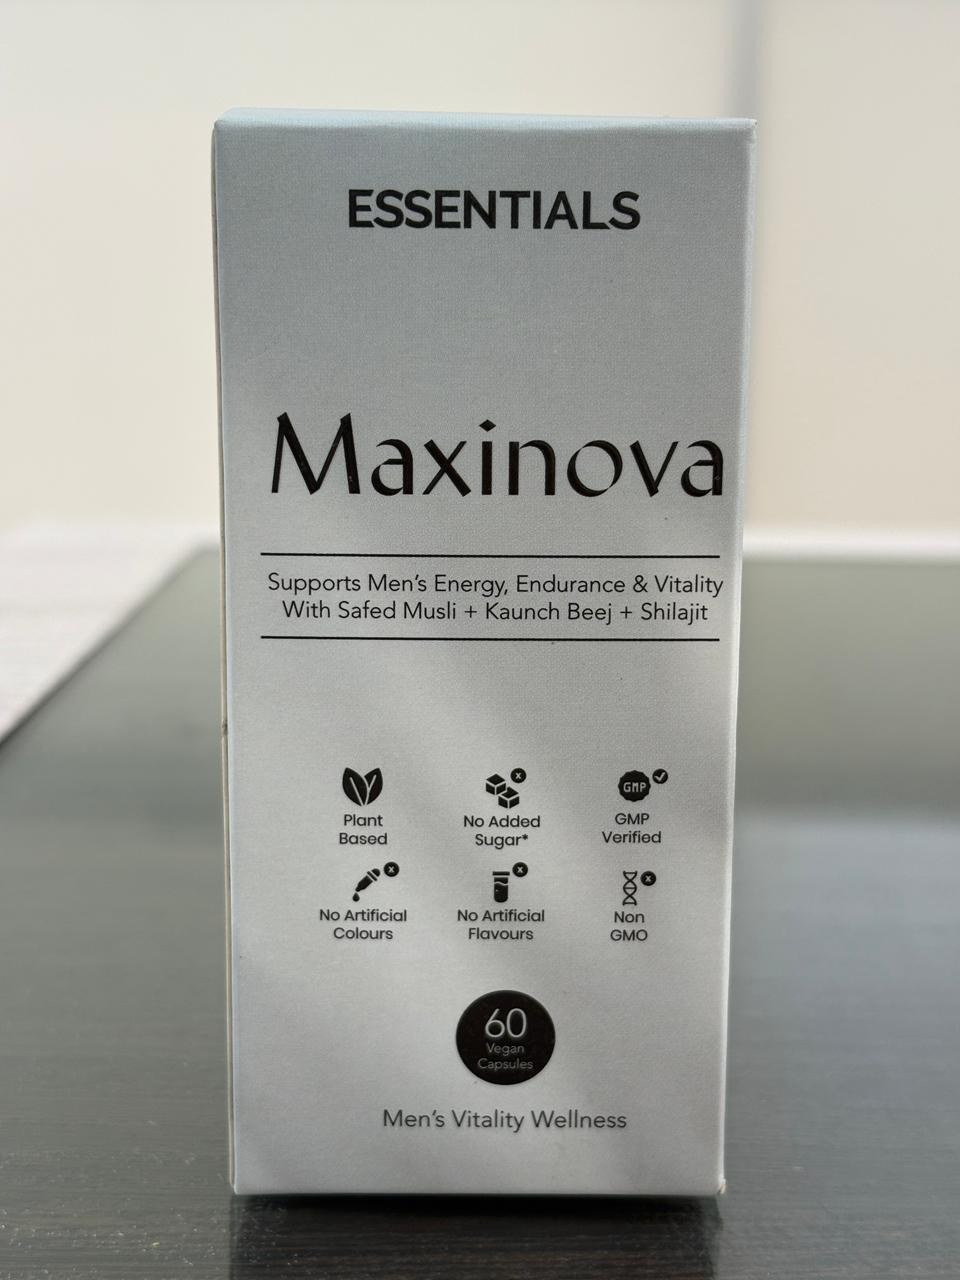 ESSENTIALS
Maxinova
Supports Men's Energy, Endurance & Vitality
With Safed Musli + Kaunch Beej + Shilajit
Plant
Based
No Added
Sugar*
GMP
GMP
Verified
No Artificial
Colours
No Artificial
Flavours
Non
GMO
60
Vegan
Capsules
Men's Vitality Wellness